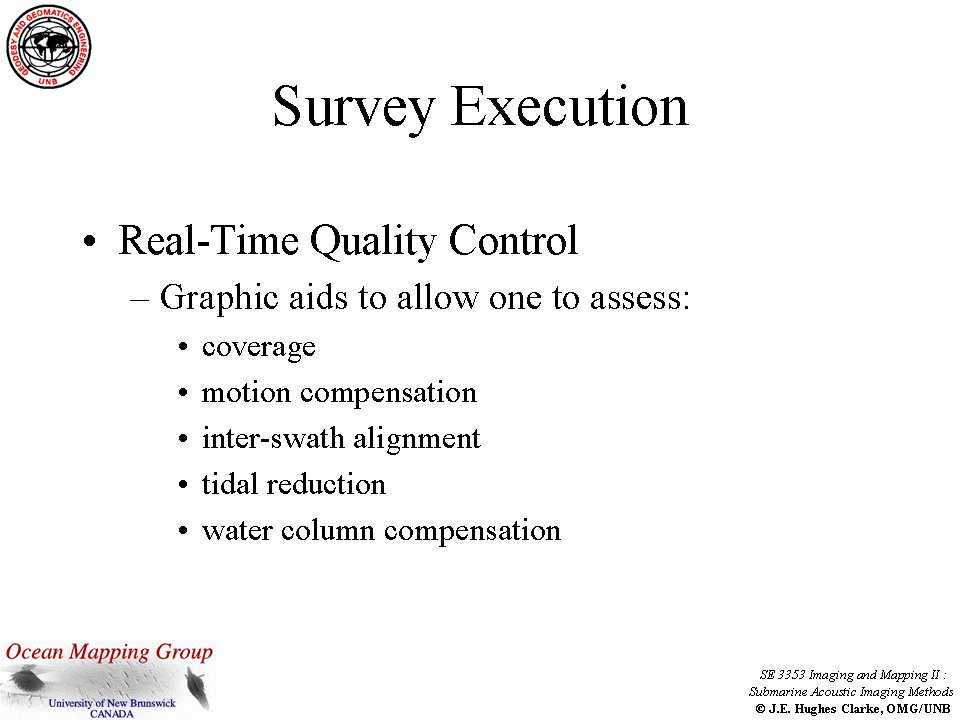 GEODESY AND GEOMATICS ENGINEERING
UNB
Survey Execution
• Real-Time Quality Control
– Graphic aids to allow one to assess:
• coverage
• motion compensation
• inter-swath alignment
• tidal reduction
• water column compensation
Ocean Mapping Group
University of New Brunswick
CANADA
SE 3353 Imaging and Mapping II :
Submarine Acoustic Imaging Methods
© J.E. Hughes Clarke, OMG/UNB